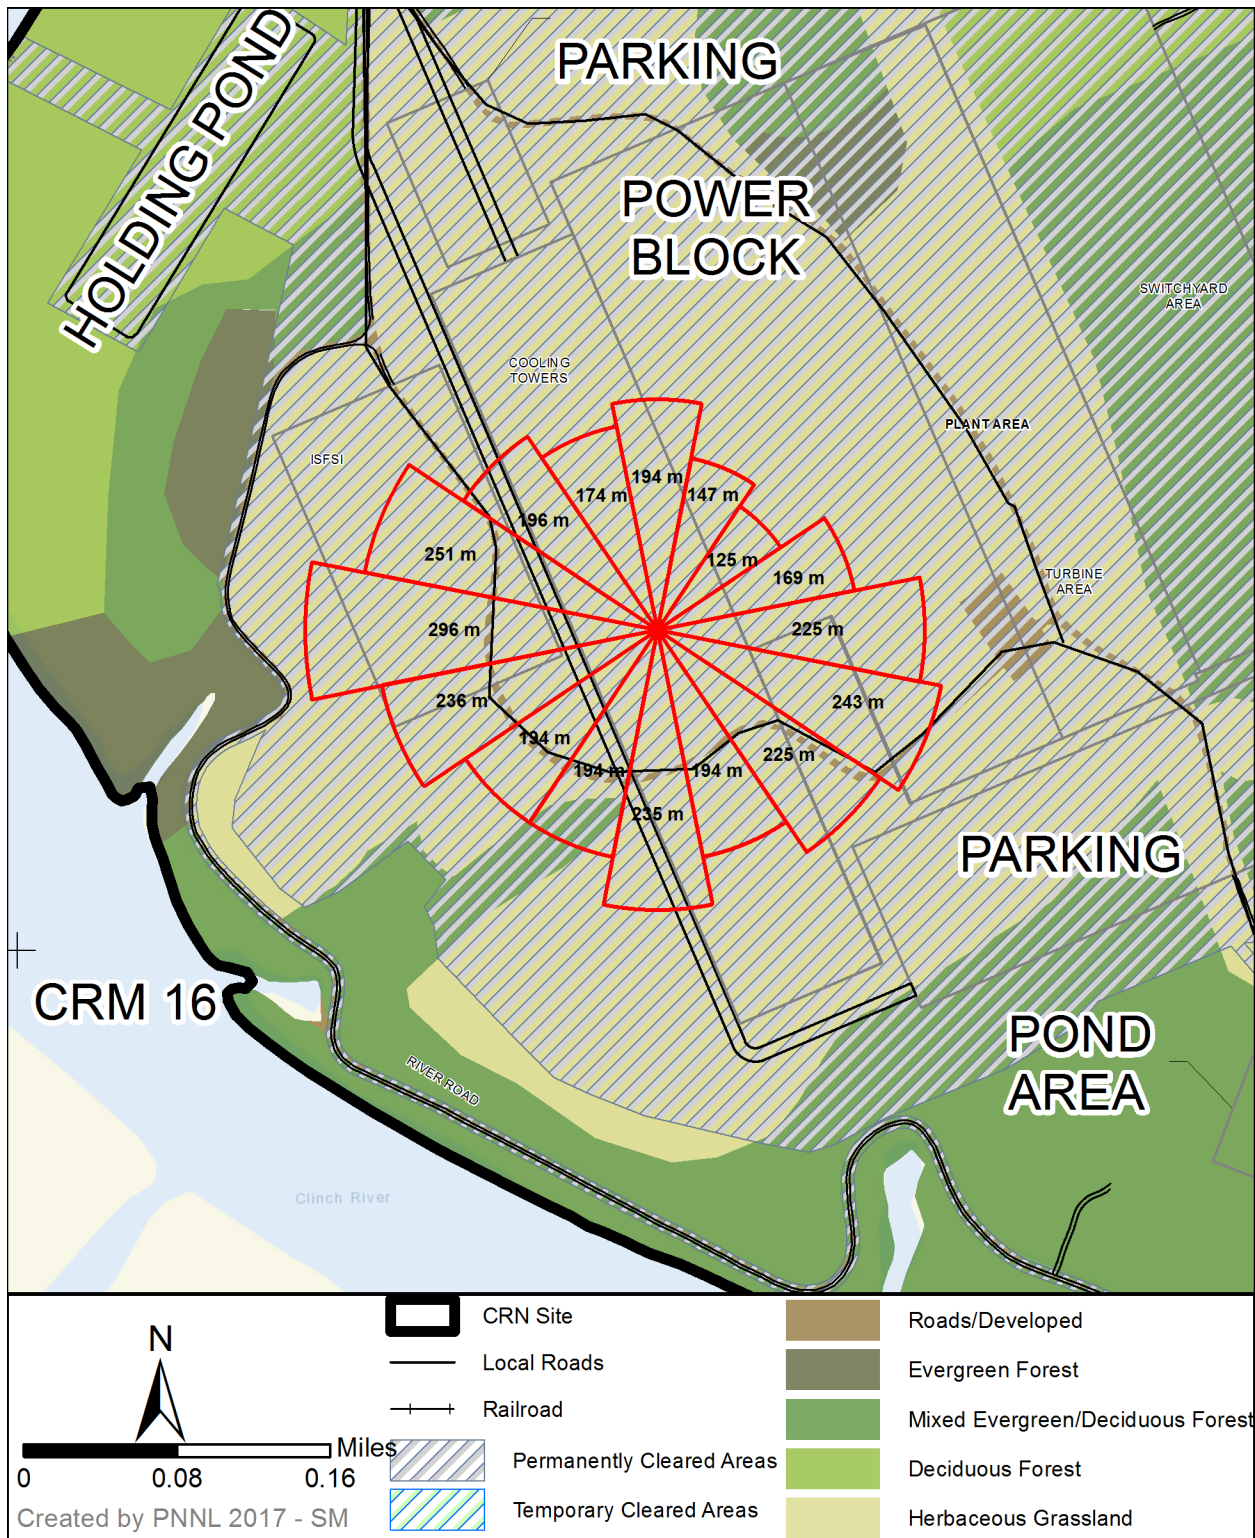 PARKING
HOLDING POND
POWER
BLOCK
SWITCHYARD
AREA
COOLING
TOWERS
PLANT AREA
ISFSI
194 m
174 m
147 m
196 m
251 m
125 m
169 m
TURBINE
AREA
296 m
225 m
236 m
243 m
194 m
194 m
194 m
225 m
235 m
PARKING
CRM 16
POND
AREA
RIVER ROAD
Clinch River
N
Miles
0
0.08
0.16
Created by PNNL 2017 - SM
CRN Site
Local Roads
Railroad
Permanently Cleared Areas
Temporary Cleared Areas
Roads/Developed
Evergreen Forest
Mixed Evergreen/Deciduous Forest
Deciduous Forest
Herbaceous Grassland